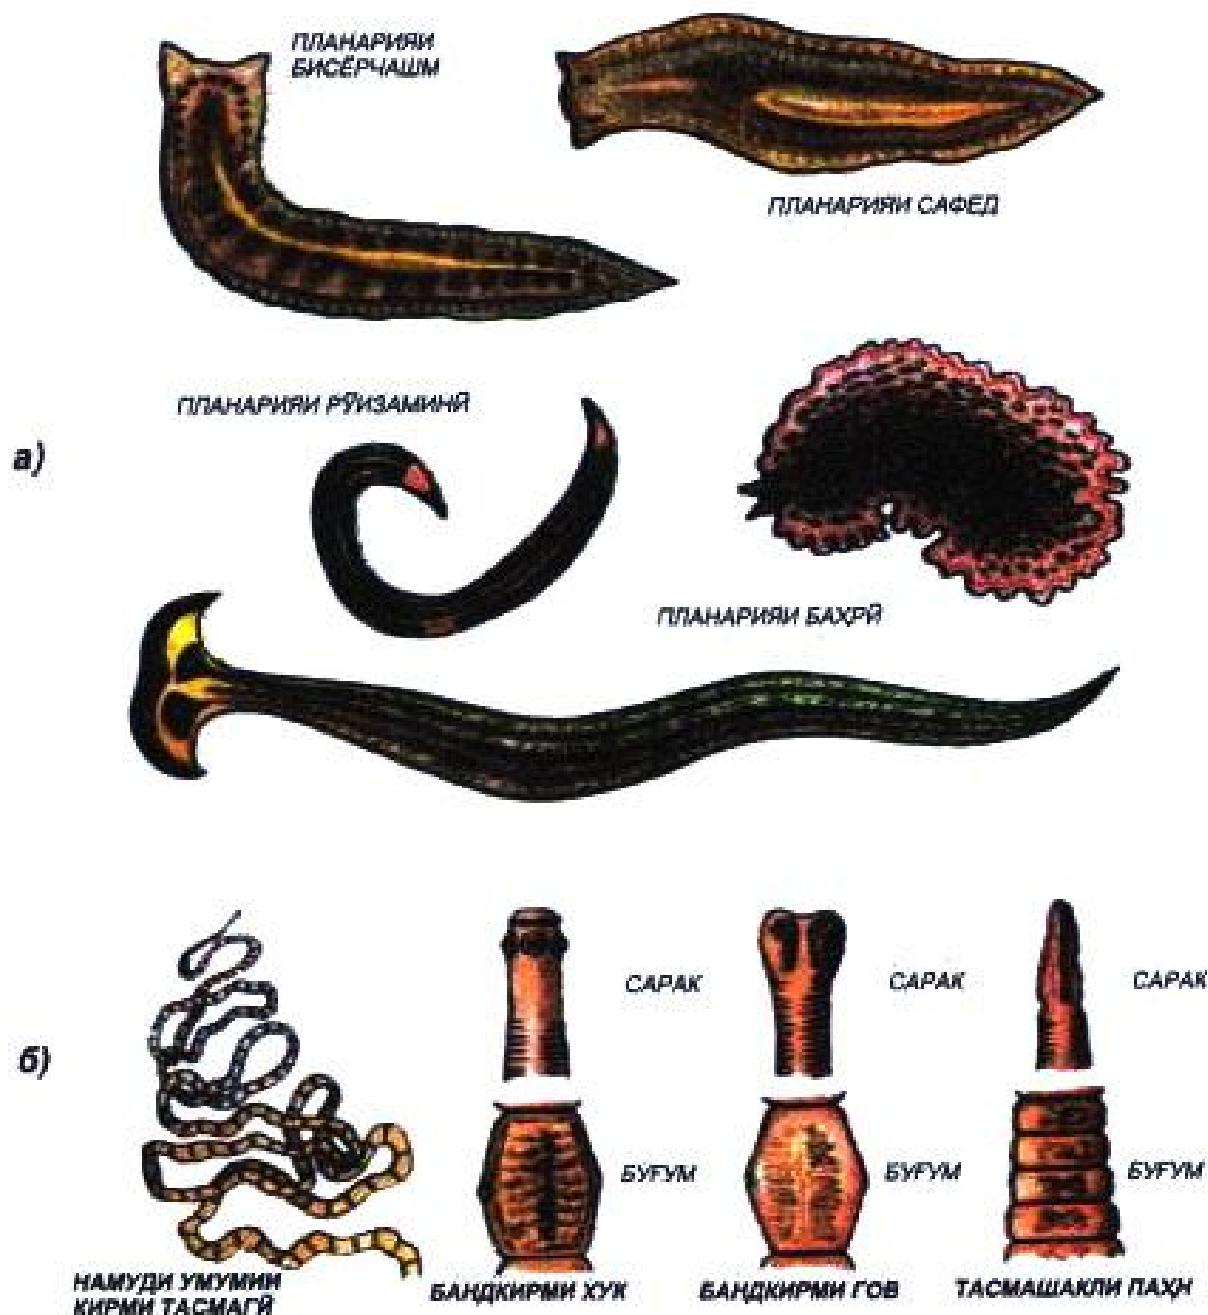 ПЛАНАРИЯИ
БИСЁРЧАШМ
ПЛАНАРИЯИ САФЕД
ПЛАНАРИЯИ РӮИЗАМИНӢ
а)
ПЛАНАРИЯИ БАҲРӢ
САРАК
САРАК
САРАК
б)
БУҒУМ
БУҒУМ
БУҒУМ
НАМУДИ УМУМИИ
КИРМИ ТАСМАГӢ
БАНДКИРМИ ХУК
БАНДКИРМИ ГОВ
ТАСМАШАКЛИ ПАҲН